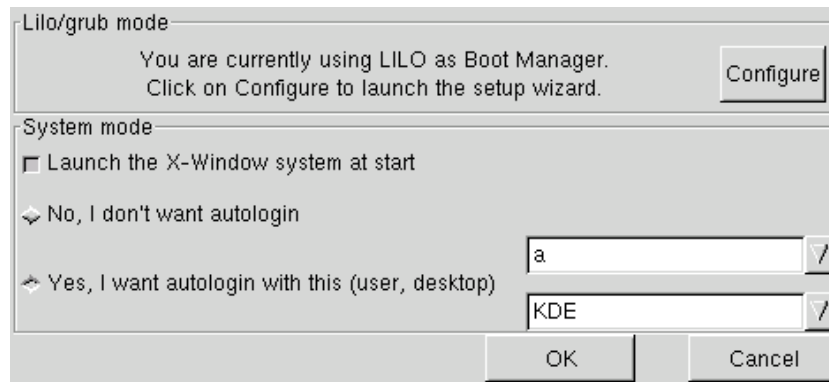 Lilo/grub mode
You are currently using LILO as Boot Manager.
Click on Configure to launch the setup wizard.
Configure
System mode
Launch the X-Window system at start
No, I don't want autologin
a
Yes, I want autologin with this (user, desktop)
KDE
OK
Cancel